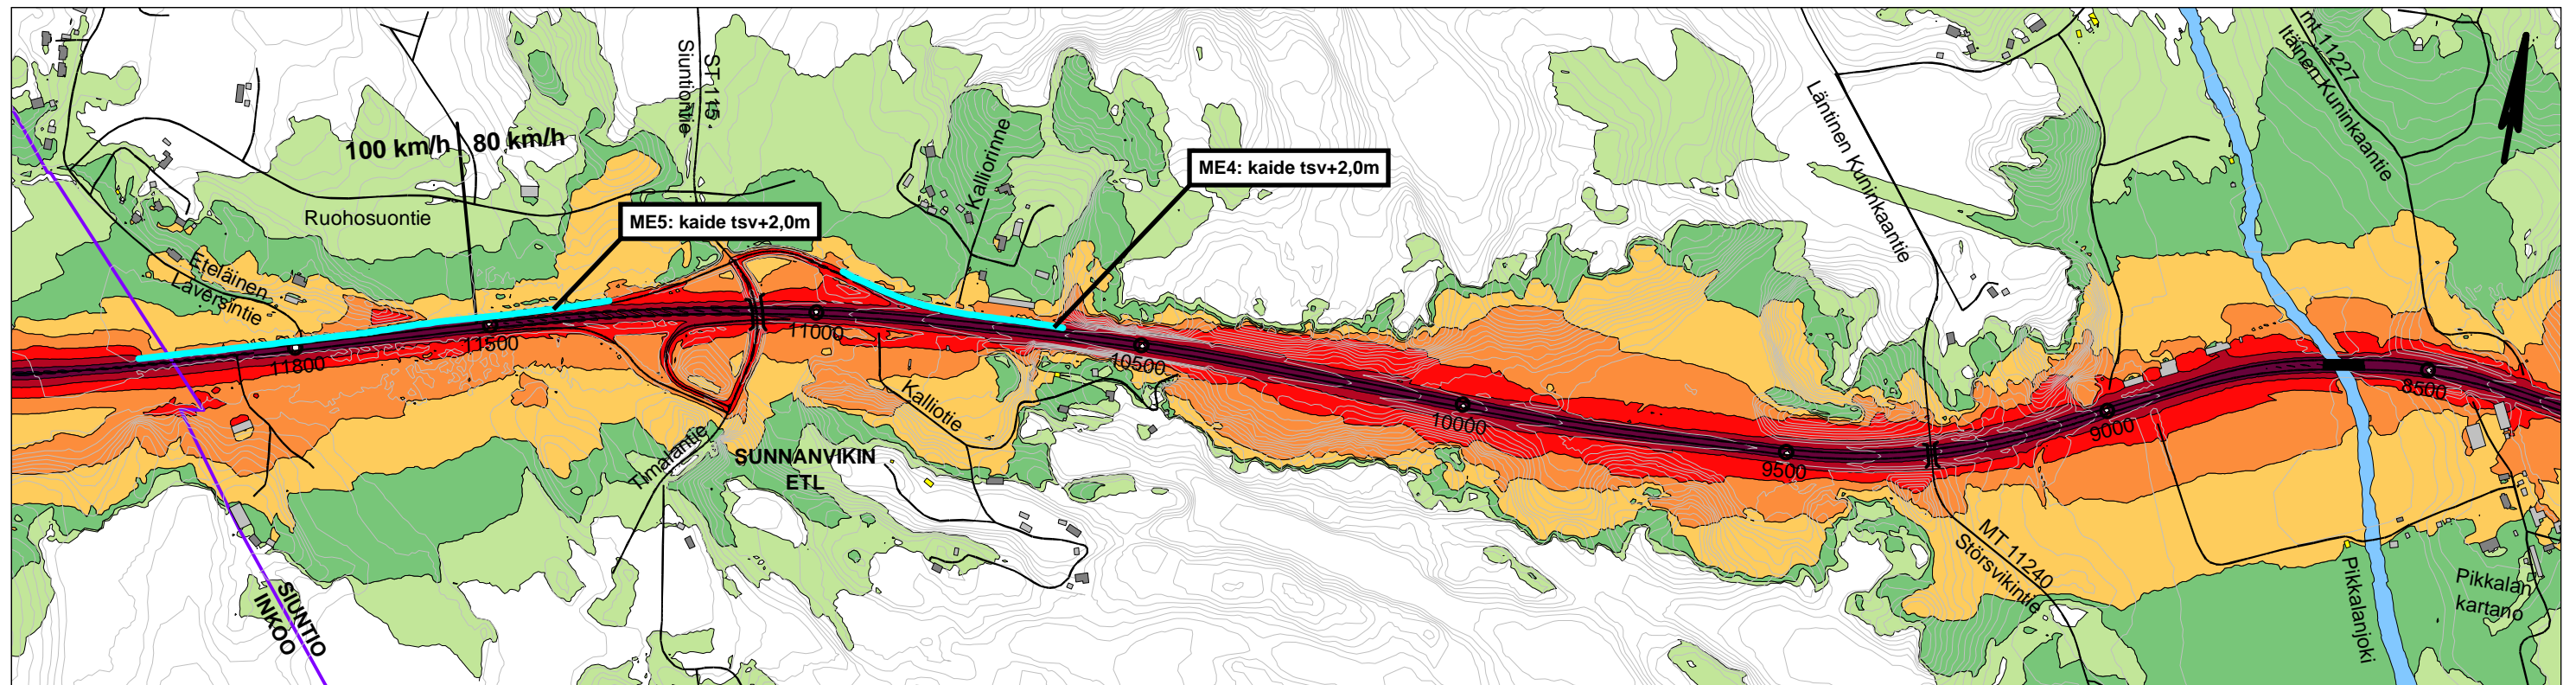 100 km/h
80 km/h
ST 115
Siuntiontie
Ruohosuontie
ME5: kaide tsv+2,0m
Kalliorinne
ME4: kaide tsv+2,0m
Läntinen Kuninkaantie
mt 11227
Itäinen Kuninkaantie
Eteläinen
Laversintie
11800
11500
11000
10500
10000
9500
9000
8500
Kalliotie
Timalantie
SUNNANVIKIN
ETL
MT 11240
Störsvikintie
SIUNTIO
INKOO
Pikkalanjoki
Pikkalan
kartano